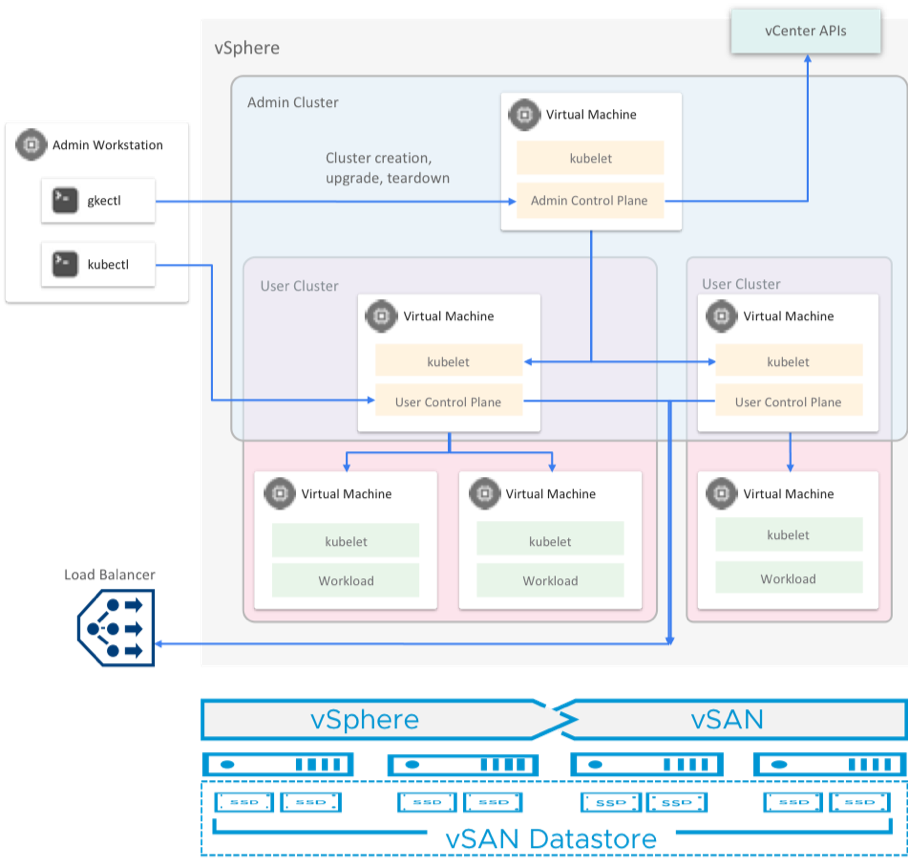 vCenter APIs
vSphere
Admin Cluster
Virtual Machine
Admin Workstation
Cluster creation,
upgrade, teardown
kubelet
gkectl
Admin Control Plane
kubectl
User Cluster
User Cluster
Virtual Machine
Virtual Machine
kubelet
kubelet
User Control Plane
User Control Plane
Virtual Machine
Virtual Machine
Virtual Machine
kubelet
kubelet
kubelet
Workload
Workload
Workload
Load Balancer
vSphere
vSAN
SSD
SSD
SSD
SSD
SSD
SSD
SSD
SSD
vSAN Datastore